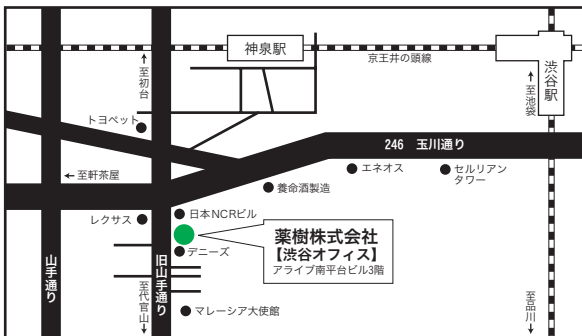 神泉駅
京王井の頭線
渋谷駅
↑至初台
↑至池袋
トヨペット
246 玉川通り
←至軒茶屋
エネオス
セルリアン
タワー
養命酒製造
レクサス
日本NCRビル
薬樹株式会社
【渋谷オフィス】
アライブ南平台ビル3階
デニーズ
山手通り
旧山手通り
至代官山↓
マレーシア大使館
至品川↓